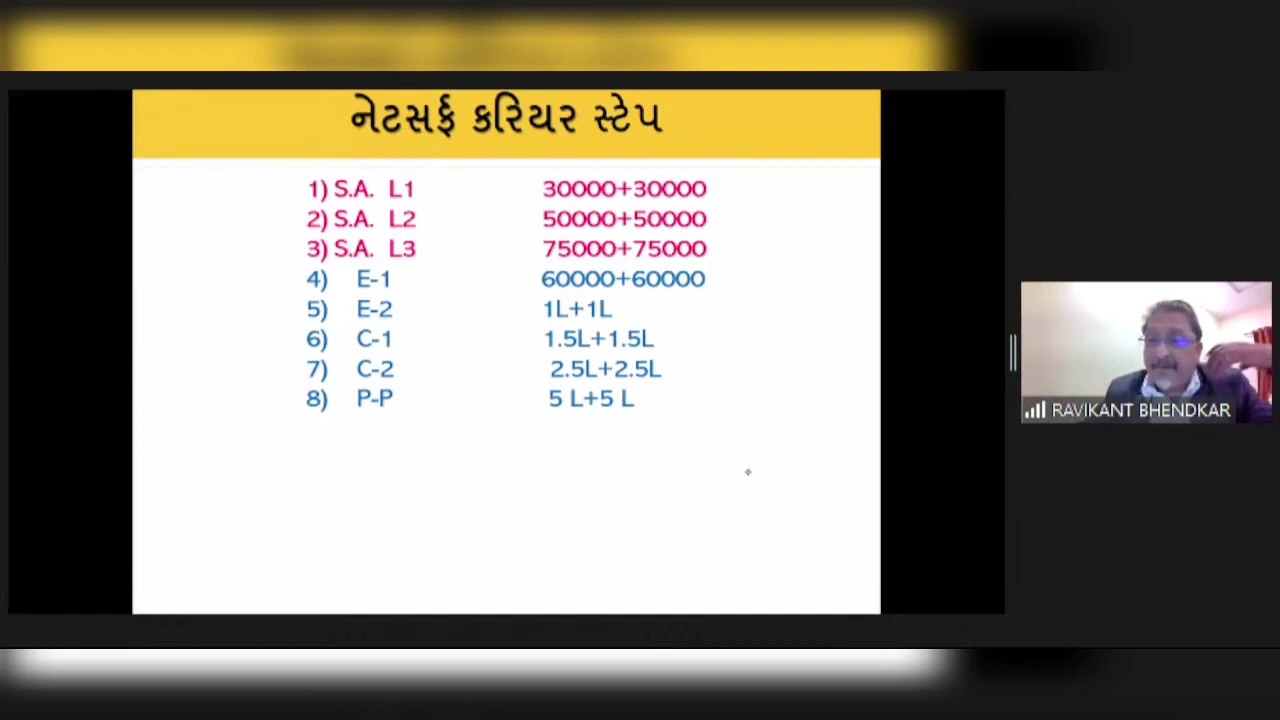 નેટસર્ફ કરિયર સ્ટેપ
1) S.A. L1 30000+30000
2) S.A. L2 50000+50000
3) S.A. L3 75000+75000
4) E-1 60000+60000
5) E-2 1L+1L
6) C-1 1.5L+1.5L
7) C-2 2.5L+2.5L
8) P-P 5 L+5 L
RAVIKANT BHENDKAR